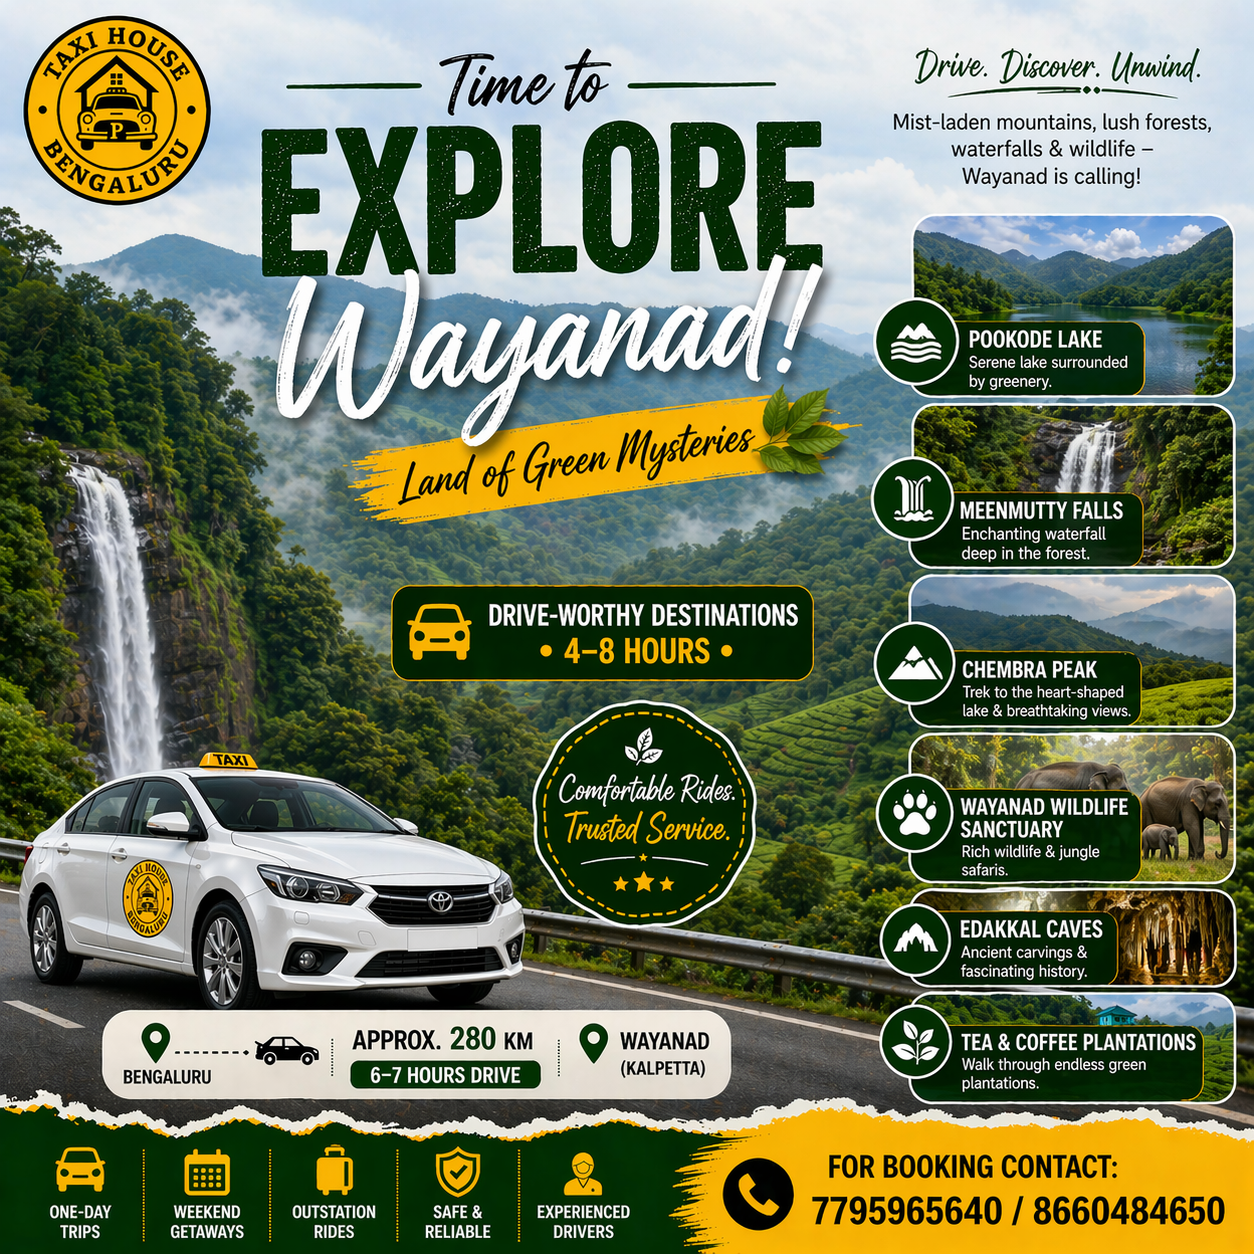 TAXI HOUSE
P
BENGALURU
Time to
EXPLORE
Wayanad!
Land of Green Mysteries
Drive. Discover. Unwind.
Mist-laden mountains, lush forests,
waterfalls & wildlife –
Wayanad is calling!
POOKODE LAKE
Serene lake surrounded
by greenery.
MEENMUTTY FALLS
Enchanting waterfall
deep in the forest.
CHEMBRA PEAK
Trek to the heart-shaped
lake & breathtaking views.
WAYANAD WILDLIFE
SANCTUARY
Rich wildlife & jungle
safaris.
EDAKKAL CAVES
Ancient carvings &
fascinating history.
TEA & COFFEE PLANTATIONS
Walk through endless green
plantations.
DRIVE-WORTHY DESTINATIONS
• 4–8 HOURS •
Comfortable Rides.
Trusted Service.
TAXI
TAXI HOUSE
BENGALURU
BENGALURU
APPROX. 280 KM
6–7 HOURS DRIVE
WAYANAD
(KALPETTA)
ONE-DAY
TRIPS
WEEKEND
GETAWAYS
OUTSTATION
RIDES
SAFE &
RELIABLE
EXPERIENCED
DRIVERS
FOR BOOKING CONTACT:
7795965640 / 8660484650